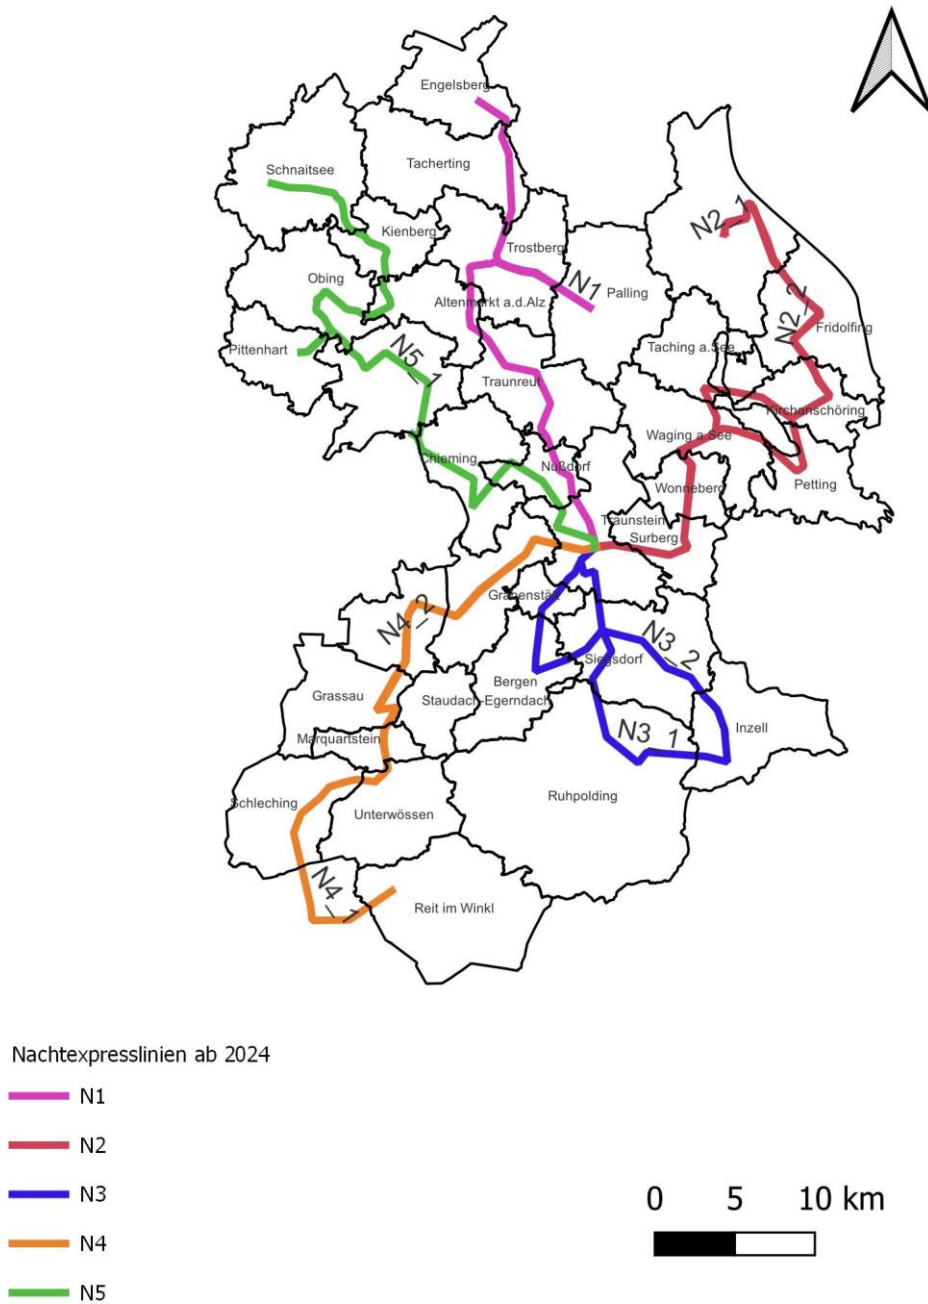 Engelsberg
Schnaitsee
Tacherting
Kienberg
Trostberg
N2_1
Obing
N1
Palling
Altenmarkt a.d.Alz
N2_2
Fridolfing
Pittenhart
N5_1
Taching a.See
Traunreut
Kirchanschöring
Chieming
Nußdorf
Waging a.See
Wonneberg
Petting
Traunstein
Surberg
Grabenstätt
N4_2
Siegsdorf
N3_2
Bergen
Grassau
Staudach-Egerndach
Inzell
Marquartstein
N3_1
Schleching
Unterwössen
Ruhpolding
N4_1
Reit im Winkl
Nachtexpresslinien ab 2024
N1
N2
N3
N4
N5
0 5 10 km